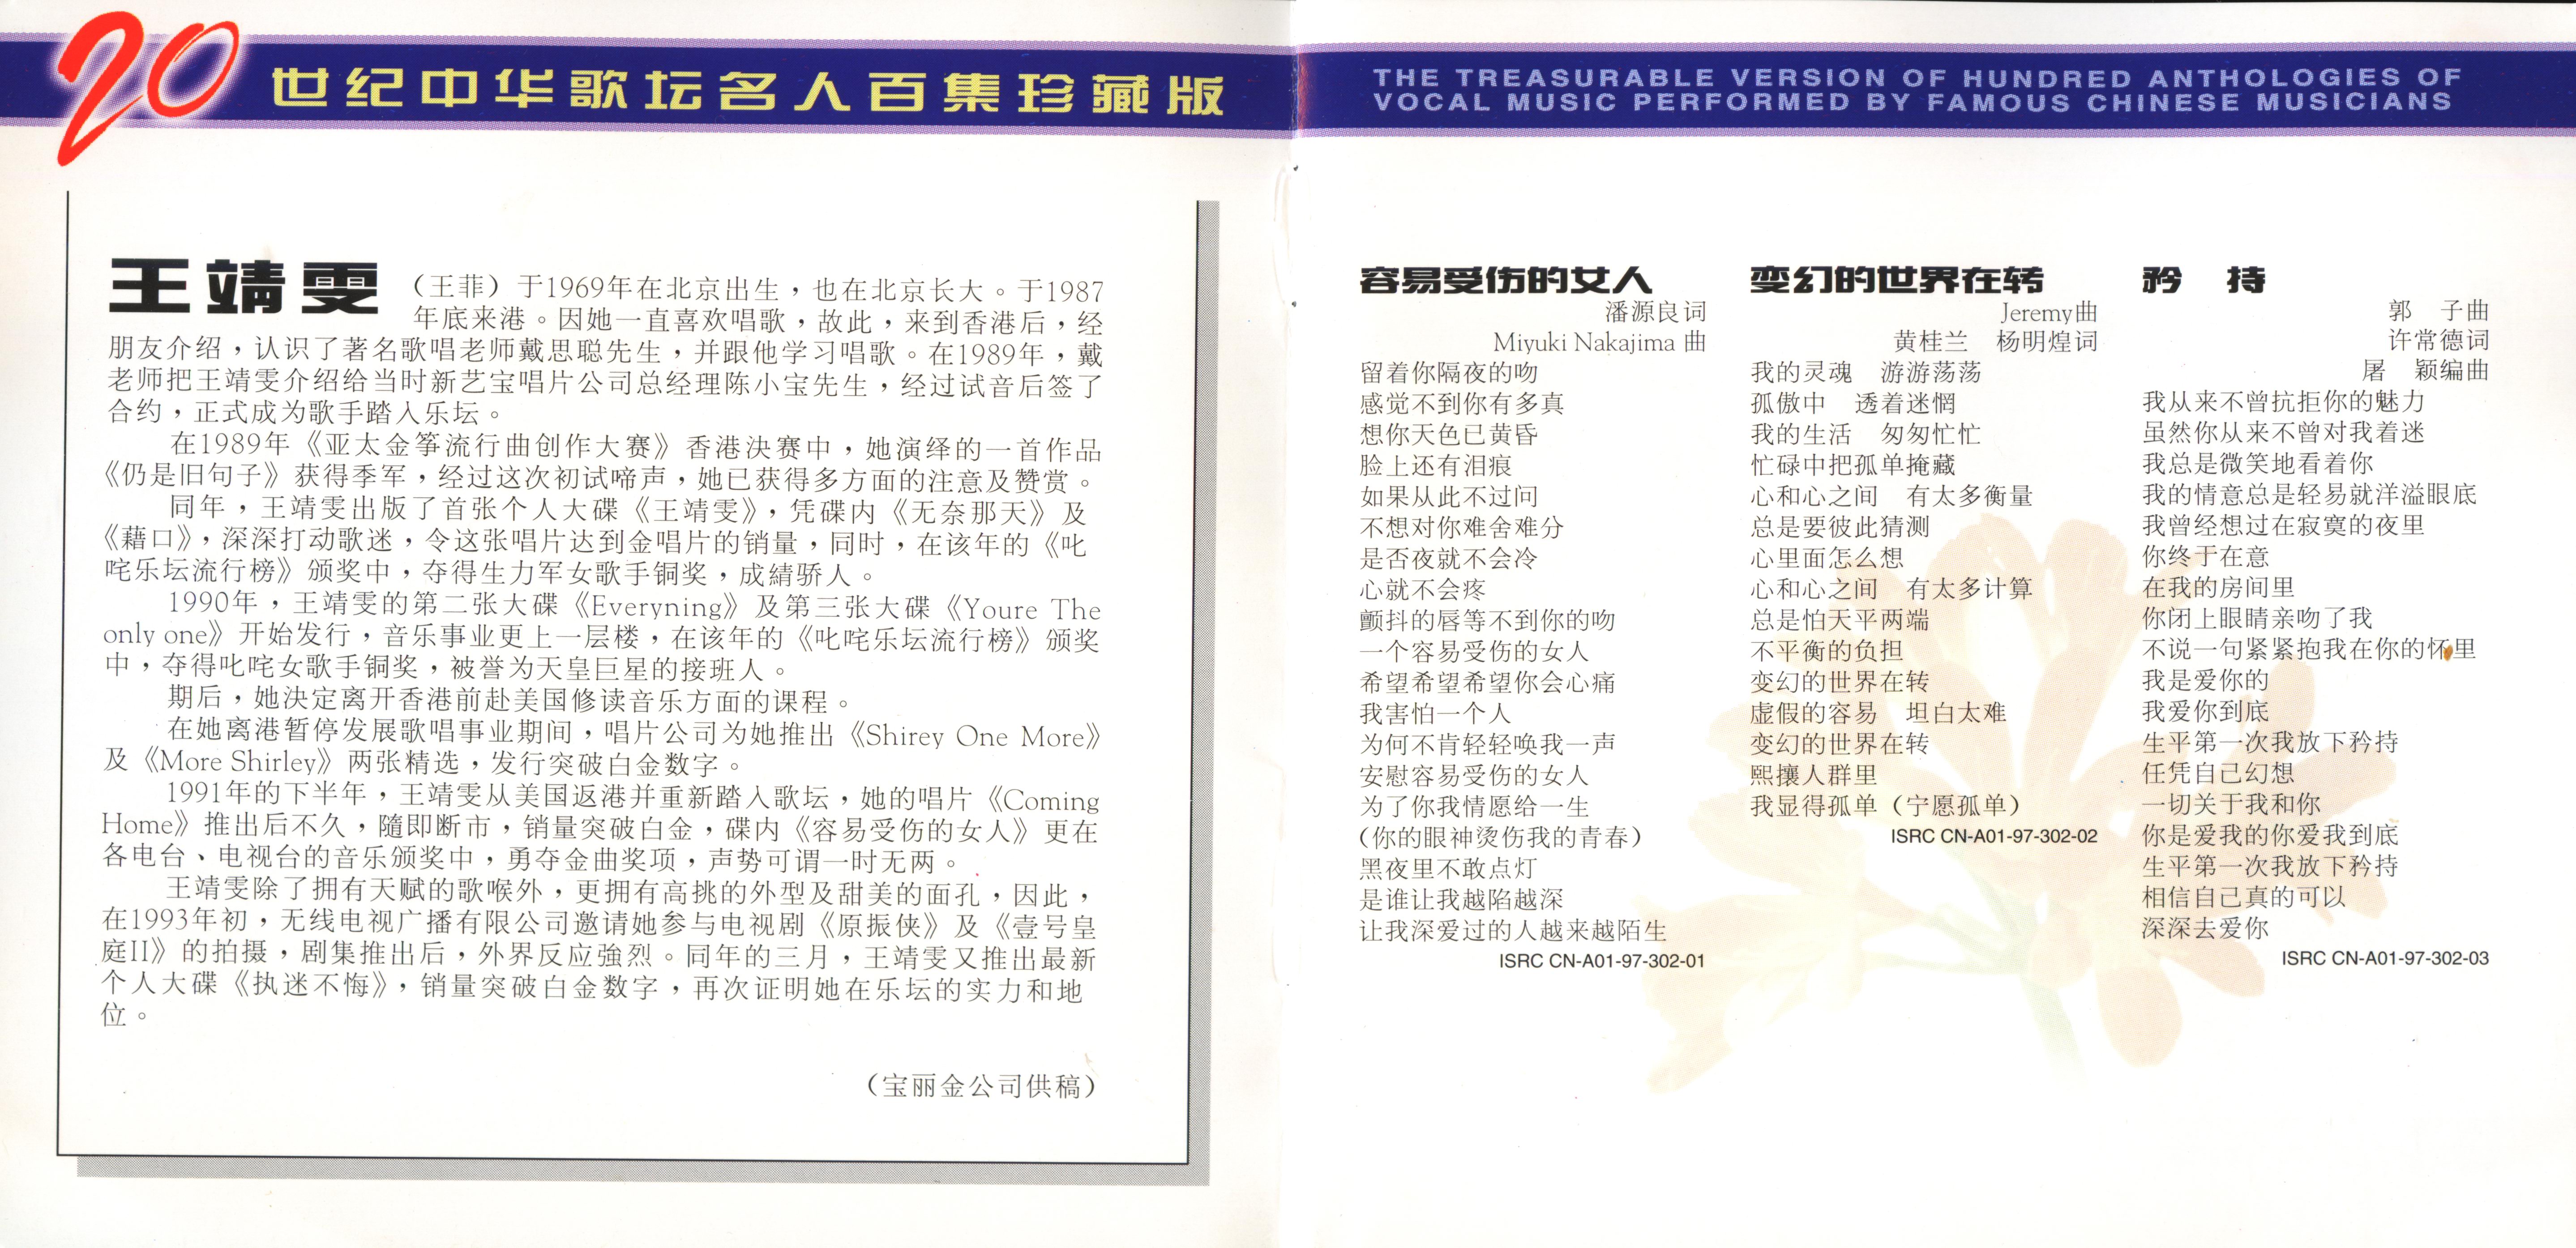 20世纪中华歌坛名人百集珍藏版
THE TREASURABLE VERSION OF HUNDRED ANTHOLOGIES OF
VOCAL MUSIC PERFORMED BY FAMOUS CHINESE MUSICIANS
王靖雯（王菲）于1969年在北京出生，也在北京长大。于1987
年底来港。因她一直喜欢唱歌，故此，来到香港后，经
朋友介绍，认识了著名歌唱老师戴思聪先生，并跟他学习唱歌。在1989年，戴
老师把王靖雯介绍给当时新艺宝唱片公司总经理陈小宝先生，经过试音后签了
合约，正式成为歌手踏入乐坛。
在1989年《亚太金筝流行曲创作大赛》香港决赛中，她演绎的一首作品
《仍是旧句子》获得季军，经过这次初试啼声，她已获得多方面的注意及赞赏。
同年，王靖雯出版了首张个人大碟《王靖雯》，凭碟内《无奈那天》及
《藉口》，深深打动歌迷，令这张唱片达到金唱片的销量，同时，在该年的《叱
咤乐坛流行榜》颁奖中，夺得生力军女歌手铜奖，成績骄人。
1990年，王靖雯的第二张大碟《Everyning》及第三张大碟《Youre The
only one》开始发行，音乐事业更上一层楼，在该年的《叱咤乐坛流行榜》颁奖
中，夺得叱咤女歌手铜奖，被誉为天皇巨星的接班人。
期后，她决定离开香港前赴美国修读音乐方面的课程。
在她离港暂停发展歌唱事业期间，唱片公司为她推出《Shirey One More》
及《More Shirley》两张精选，发行突破白金数字。
1991年的下半年，王靖雯从美国返港并重新踏入歌坛，她的唱片《Coming
Home》推出后不久，随即断市，销量突破白金，碟内《容易受伤的女人》更在
各电台、电视台的音乐颁奖中，勇夺金曲奖项，声势可谓一时无两。
王靖雯除了拥有天赋的歌喉外，更拥有高挑的外型及甜美的面孔，因此，
在1993年初，无线电视广播有限公司邀请她参与电视剧《原振侠》及《壹号皇
庭II》的拍摄，剧集推出后，外界反应強烈。同年的三月，王靖雯又推出最新
个人大碟《执迷不悔》，销量突破白金数字，再次证明她在乐坛的实力和地
位。
（宝丽金公司供稿）
容易受伤的女人
潘源良词
Miyuki Nakajima 曲
留着你隔夜的吻
感觉不到你有多真
想你天色已黄昏
脸上还有泪痕
如果从此不过问
不想对你难舍难分
是否夜就不会冷
心就不会疼
颤抖的唇等不到你的吻
一个容易受伤的女人
希望希望希望你会心痛
我害怕一个人
为何不肯轻轻唤我一声
安慰容易受伤的女人
为了你我情愿给一生
（你的眼神烫伤我的青春）
黑夜里不敢点灯
是谁让我越陷越深
让我深爱过的人越来越陌生
ISRC CN-A01-97-302-01
变幻的世界在转
Jeremy曲
黄桂兰 杨明煌词
我的灵魂 游游荡荡
孤傲中 透着迷惘
我的生活 匆匆忙忙
忙碌中把孤单掩藏
心和心之间 有太多衡量
总是要彼此猜测
心里面怎么想
心和心之间 有太多计算
总是怕天平两端
不平衡的负担
变幻的世界在转
虚假的容易 坦白太难
变幻的世界在转
熙攘人群里
我显得孤单（宁愿孤单）
ISRC CN-A01-97-302-02
矜 持
郭 子曲
许常德词
屠 颖编曲
我从来不曾抗拒你的魅力
虽然你从来不曾对我着迷
我总是微笑地看着你
我的情意总是轻易就洋溢眼底
我曾经想过在寂寞的夜里
你终于在意
在我的房间里
你闭上眼睛亲吻了我
不说一句紧紧抱我在你的怀里
我是爱你的
我爱你到底
生平第一次我放下矜持
任凭自己幻想
一切关于我和你
你是爱我的你爱我到底
生平第一次我放下矜持
相信自己真的可以
深深去爱你
ISRC CN-A01-97-302-03